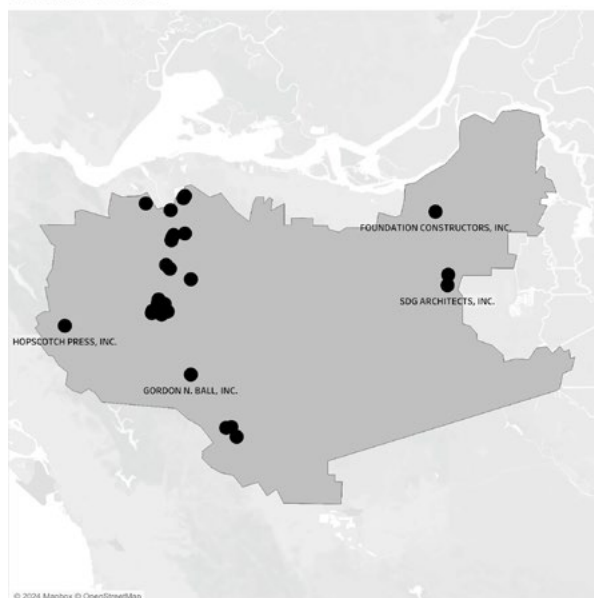 FOUNDATION CONSTRUCTORS, INC.
SDG ARCHITECTS, INC.
HOPSCOTCH PRESS, INC.
GORDON N. BALL, INC.
© 2024 Mapbox © OpenStreetMap